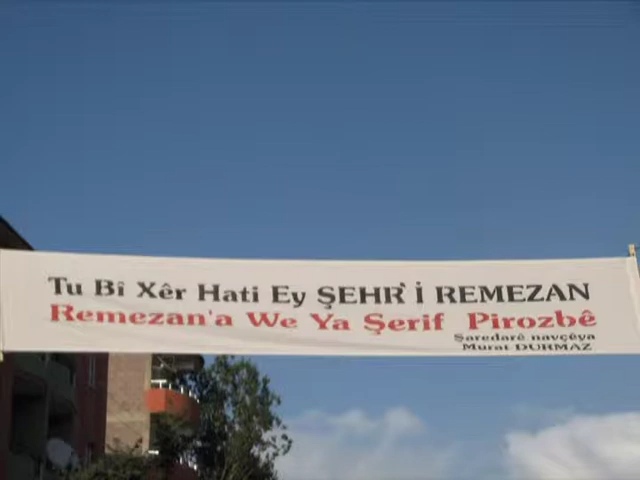 Tu Bî Xêr Hati Ey ŞEHR'İ REMEZAN
Remezan'a We Ya Şerif Pirozbê
Şaredarê navçêya
Murat DURMAZ